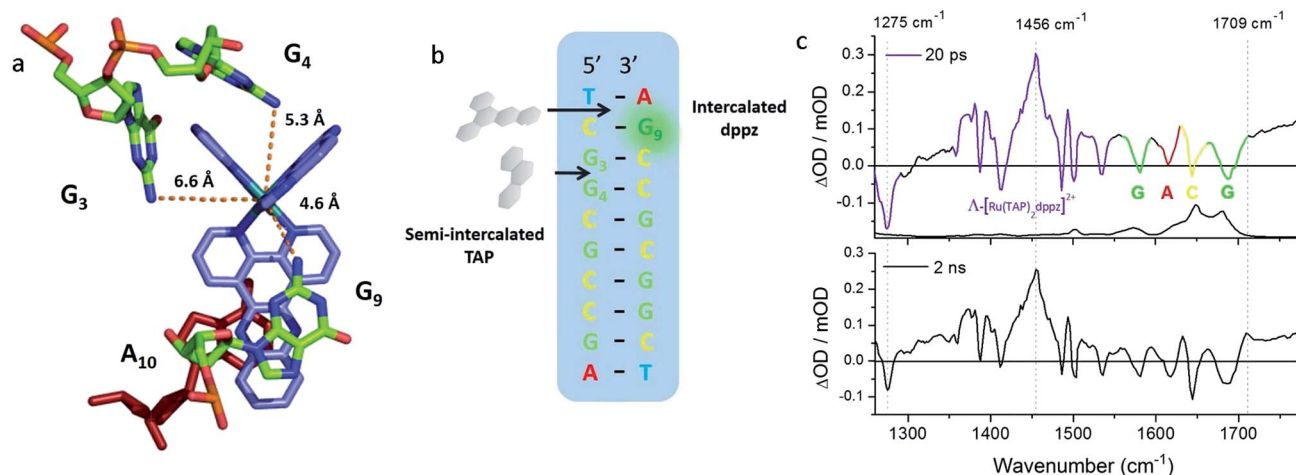 a
G4
5.3 Å
6.6 Å
4.6 Å
G3
G9
A10
b
5’ 3’
T - A
C - G9
G3 - C
G4 - C
C - G
G - C
C - G
C - G
G - C
A - T
Intercalated dppz
Semi-intercalated TAP
c
1275 cm-1
1456 cm-1
1709 cm-1
20 ps
ΔOD / mOD
0.3
0.2
0.1
0.0
-0.1
Λ-[Ru(TAP)2dppz]2+
G A C G
2 ns
ΔOD / mOD
0.3
0.2
0.1
0.0
-0.1
1300 1400 1500 1600 1700
Wavenumber (cm-1)